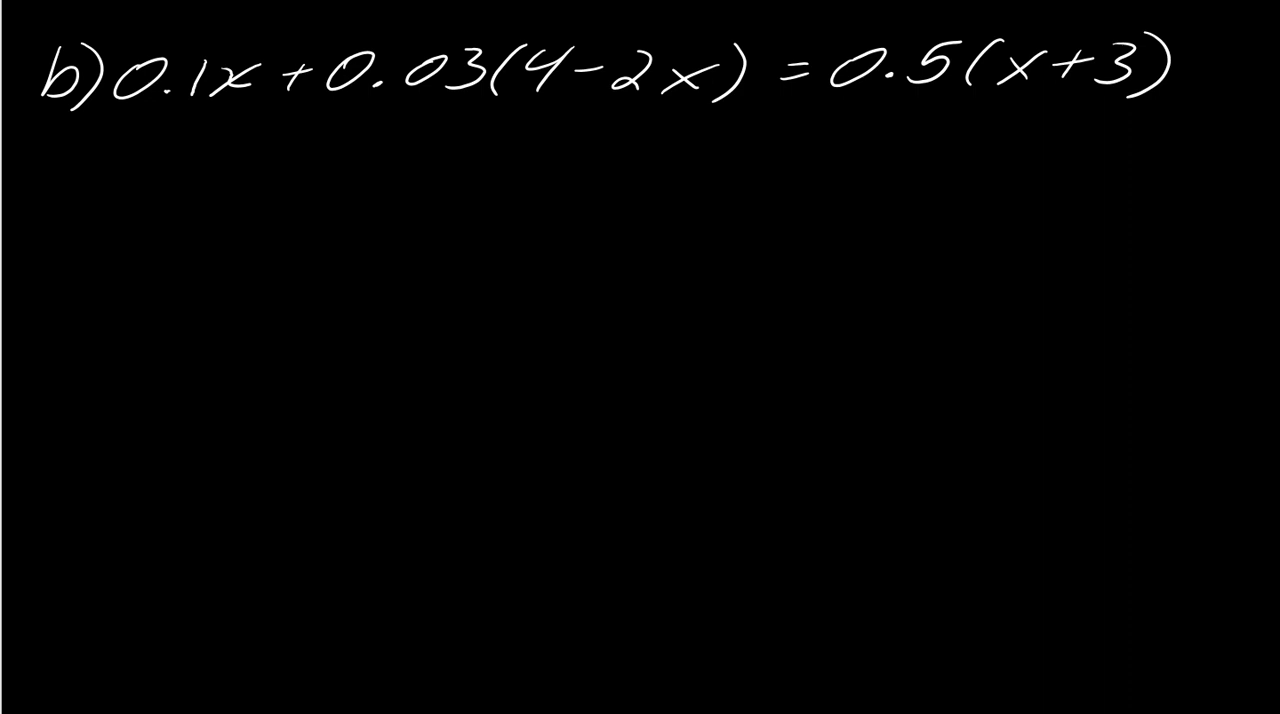 b) 0.1x + 0.03(4-2x) = 0.5(x+3)